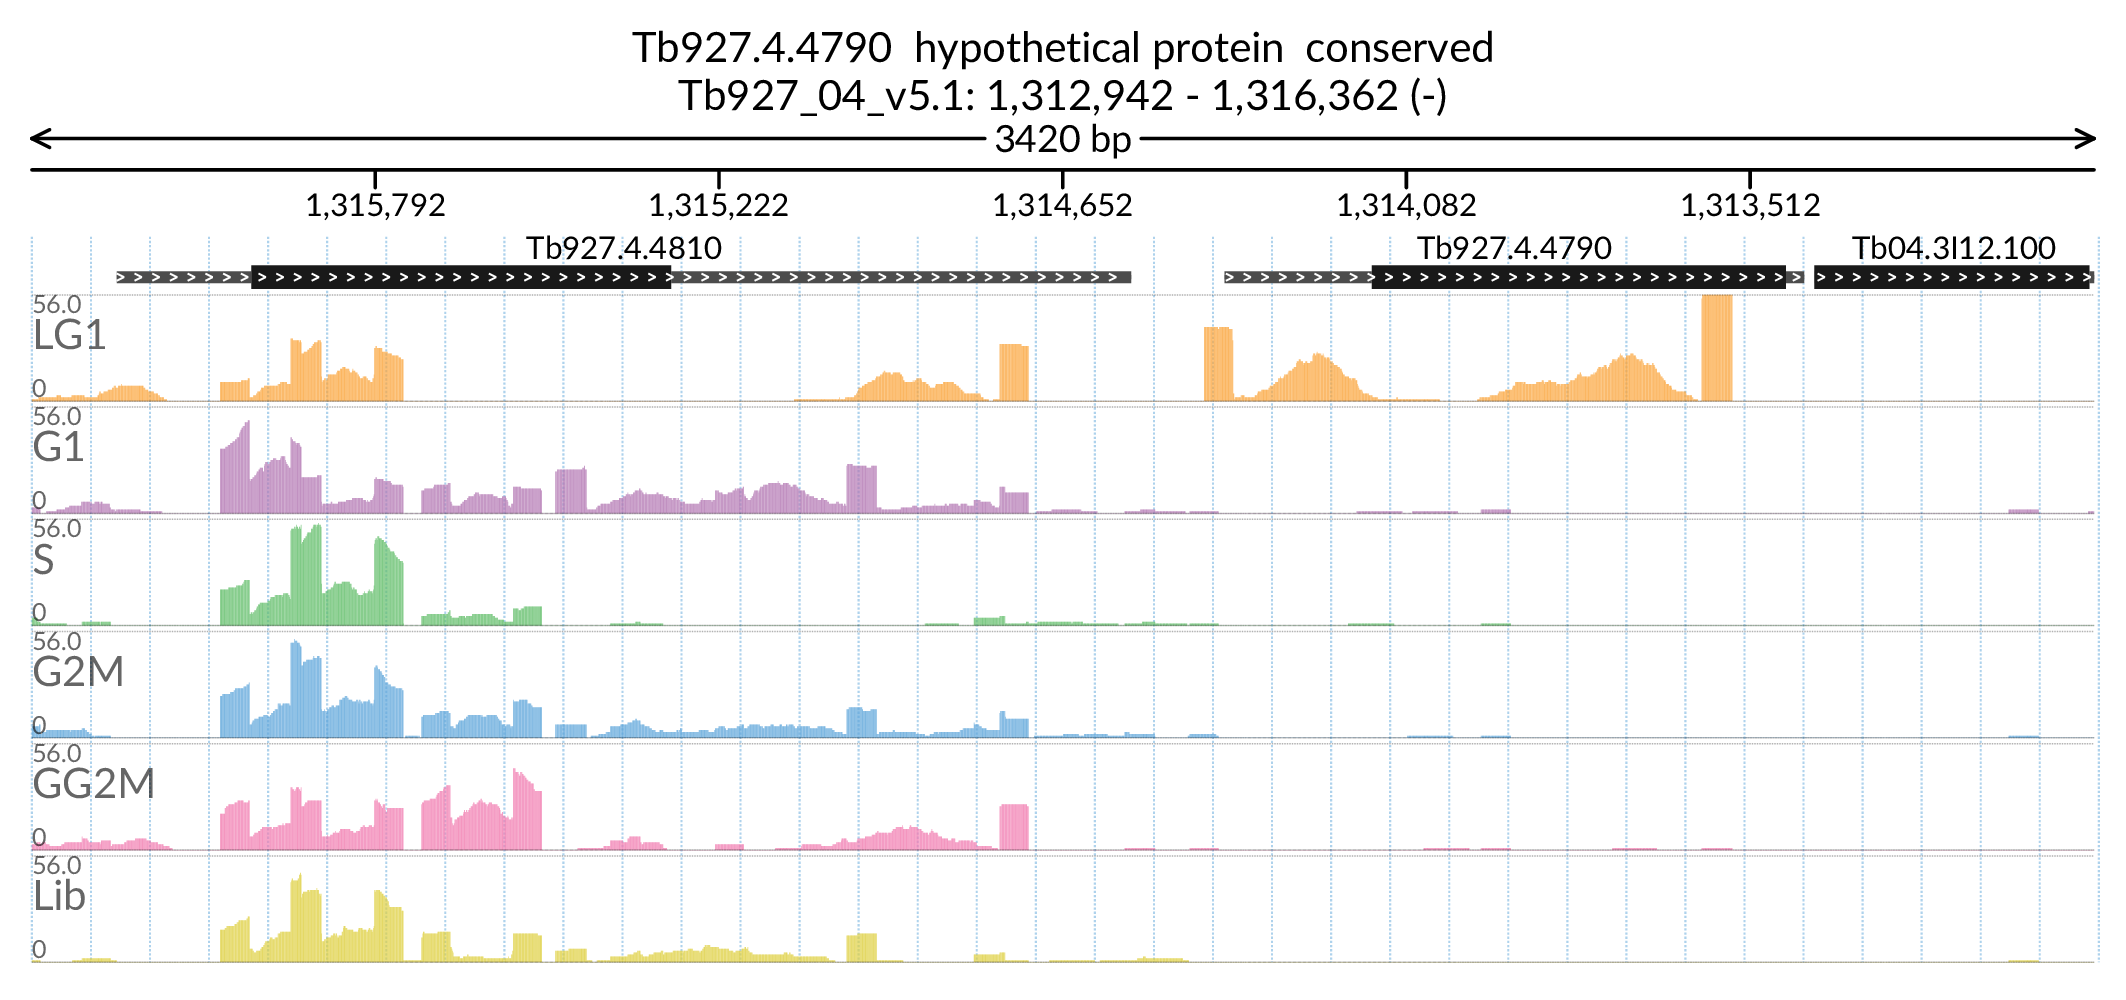 Tb927.4.4790 hypothetical protein conserved
Tb927_04_v5.1: 1,312,942 - 1,316,362 (-)
3420 bp
1,315,792 1,315,222 1,314,652 1,314,082 1,313,512
Tb927.4.4810 Tb927.4.4790 Tb04.3I12.100
56.0
LG1
0
56.0
G1
0
56.0
S
0
56.0
G2M
0
56.0
GG2M
0
56.0
Lib
0